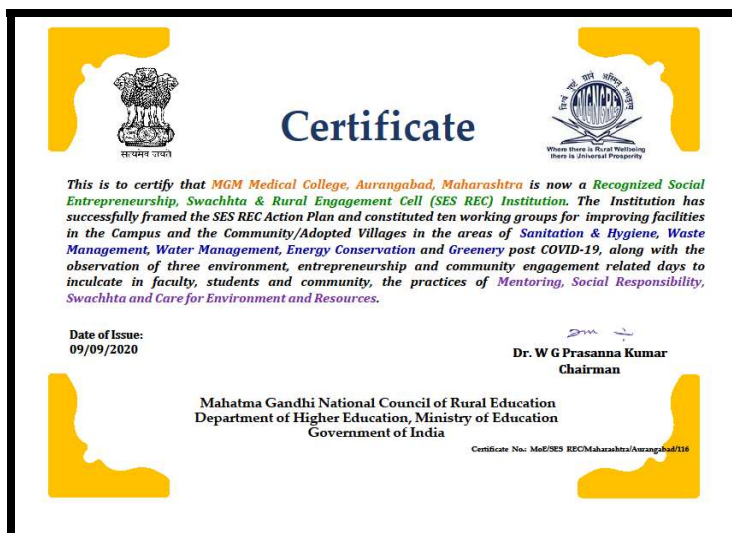 सत्यमेव जयते
MGNCRE
Where there is Rural Wellbeing
there is Universal Prosperity
Certificate
This is to certify that MGM Medical College, Aurangabad, Maharashtra is now a Recognized Social
Entrepreneurship, Swachhta & Rural Engagement Cell (SES REC) Institution. The Institution has
successfully framed the SES REC Action Plan and constituted ten working groups for improving facilities
in the Campus and the Community/Adopted Villages in the areas of Sanitation & Hygiene, Waste
Management, Water Management, Energy Conservation and Greenery post COVID-19, along with the
observation of three environment, entrepreneurship and community engagement related days to
inculcate in faculty, students and community, the practices of Mentoring, Social Responsibility,
Swachhta and Care for Environment and Resources.
Date of Issue:
09/09/2020
Dr. W G Prasanna Kumar
Chairman
Mahatma Gandhi National Council of Rural Education
Department of Higher Education, Ministry of Education
Government of India
Certificate No.: MoE/SES REC/Maharashtra/Aurangabad/116